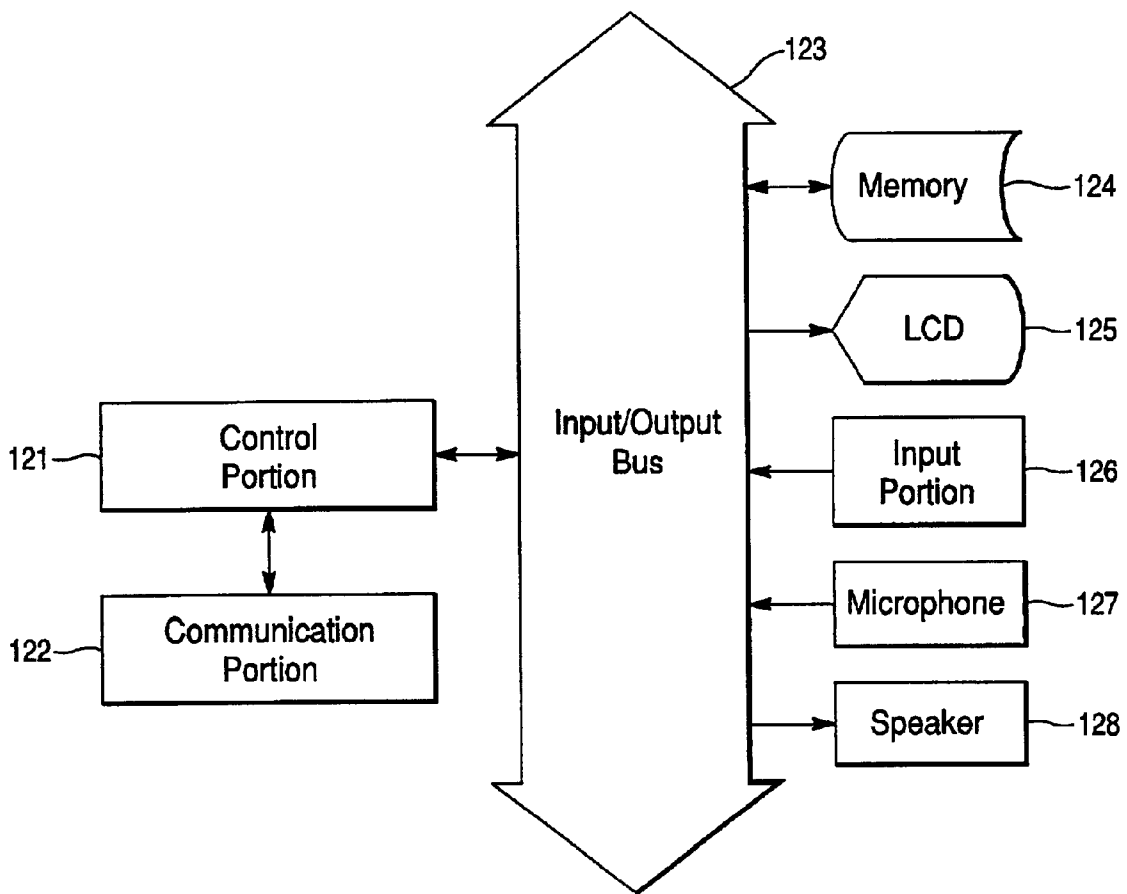 123
Memory
124
LCD
125
Input/Output
Bus
Control
Portion
121
Input
Portion
126
Communication
Portion
122
Microphone
127
Speaker
128